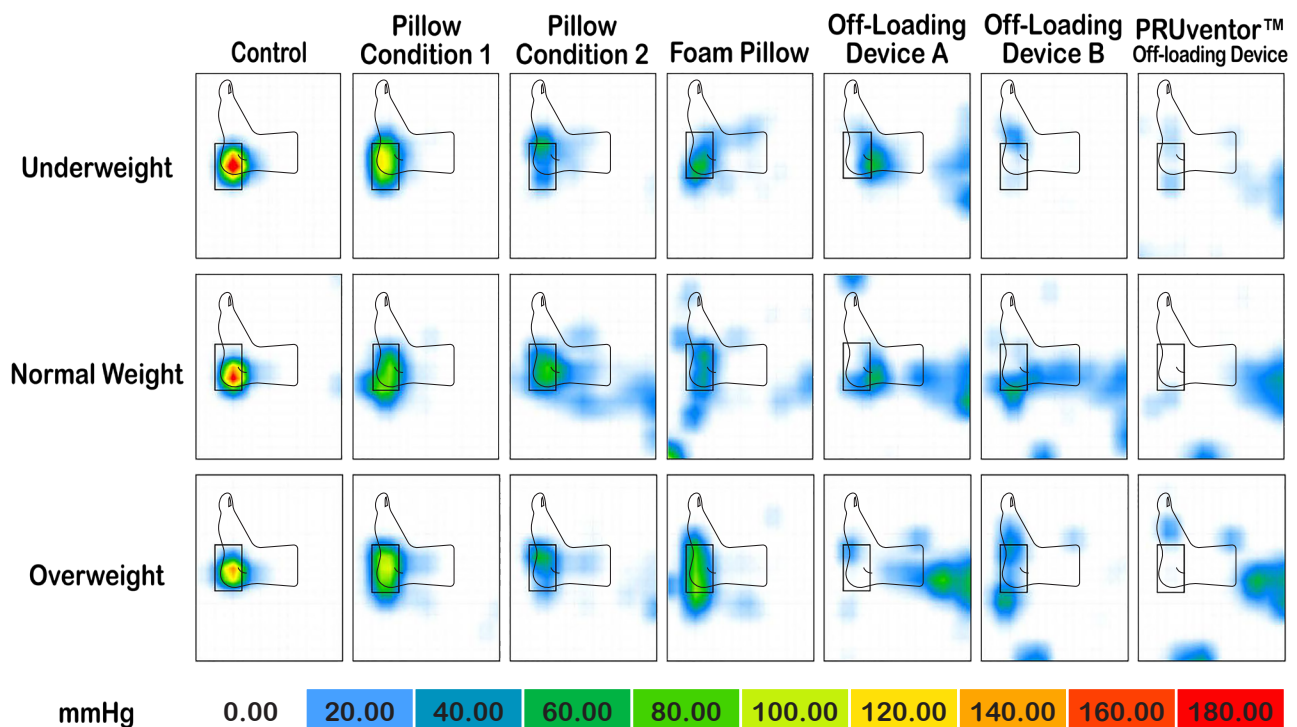 Control
Pillow
Condition 1
Pillow
Condition 2
Foam Pillow
Off-Loading
Device A
Off-Loading
Device B
PRUventor™
Off-loading Device
Underweight
Normal Weight
Overweight
mmHg 0.00 20.00 40.00 60.00 80.00 100.00 120.00 140.00 160.00 180.00